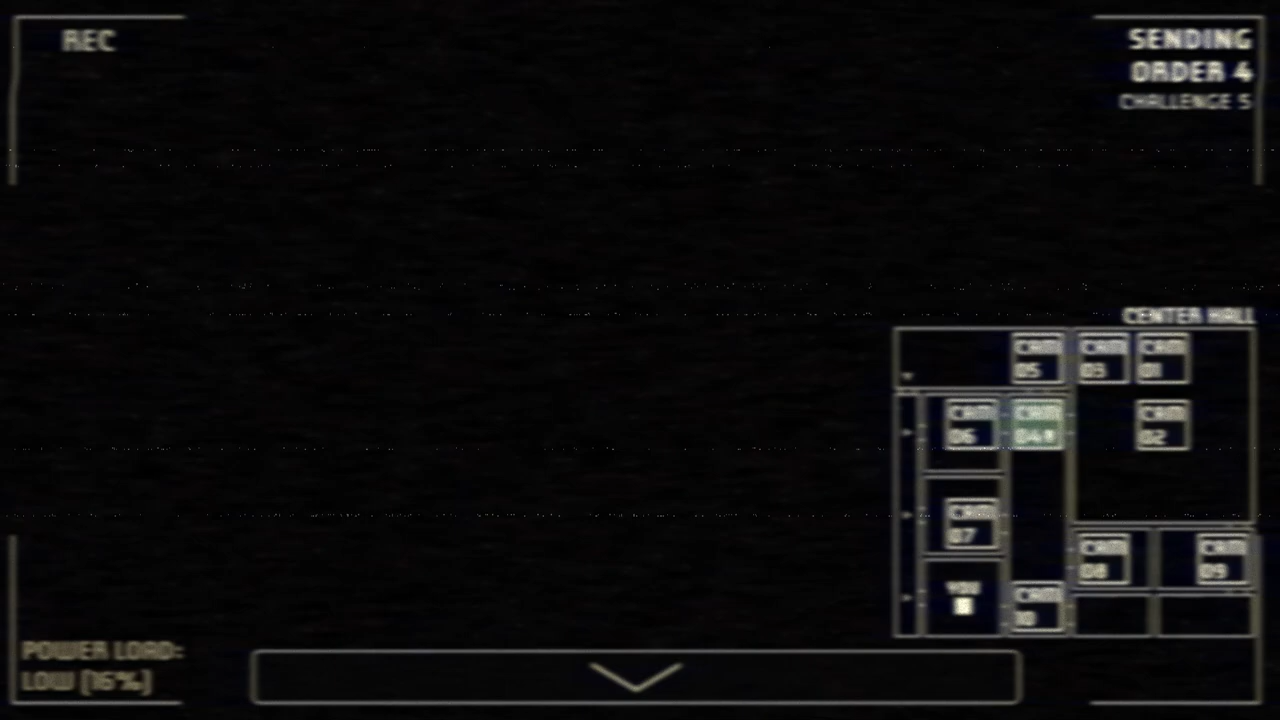 REC
SENDING
ORDER 4
CHALLENGE 5
CENTER HALL
CAM 05
CAM 03
CAM 01
CAM 06
CAM 04
CAM 02
CAM 07
CAM 08
CAM 09
YOU
CAM 10
POWER LOAD:
LOW (16%)